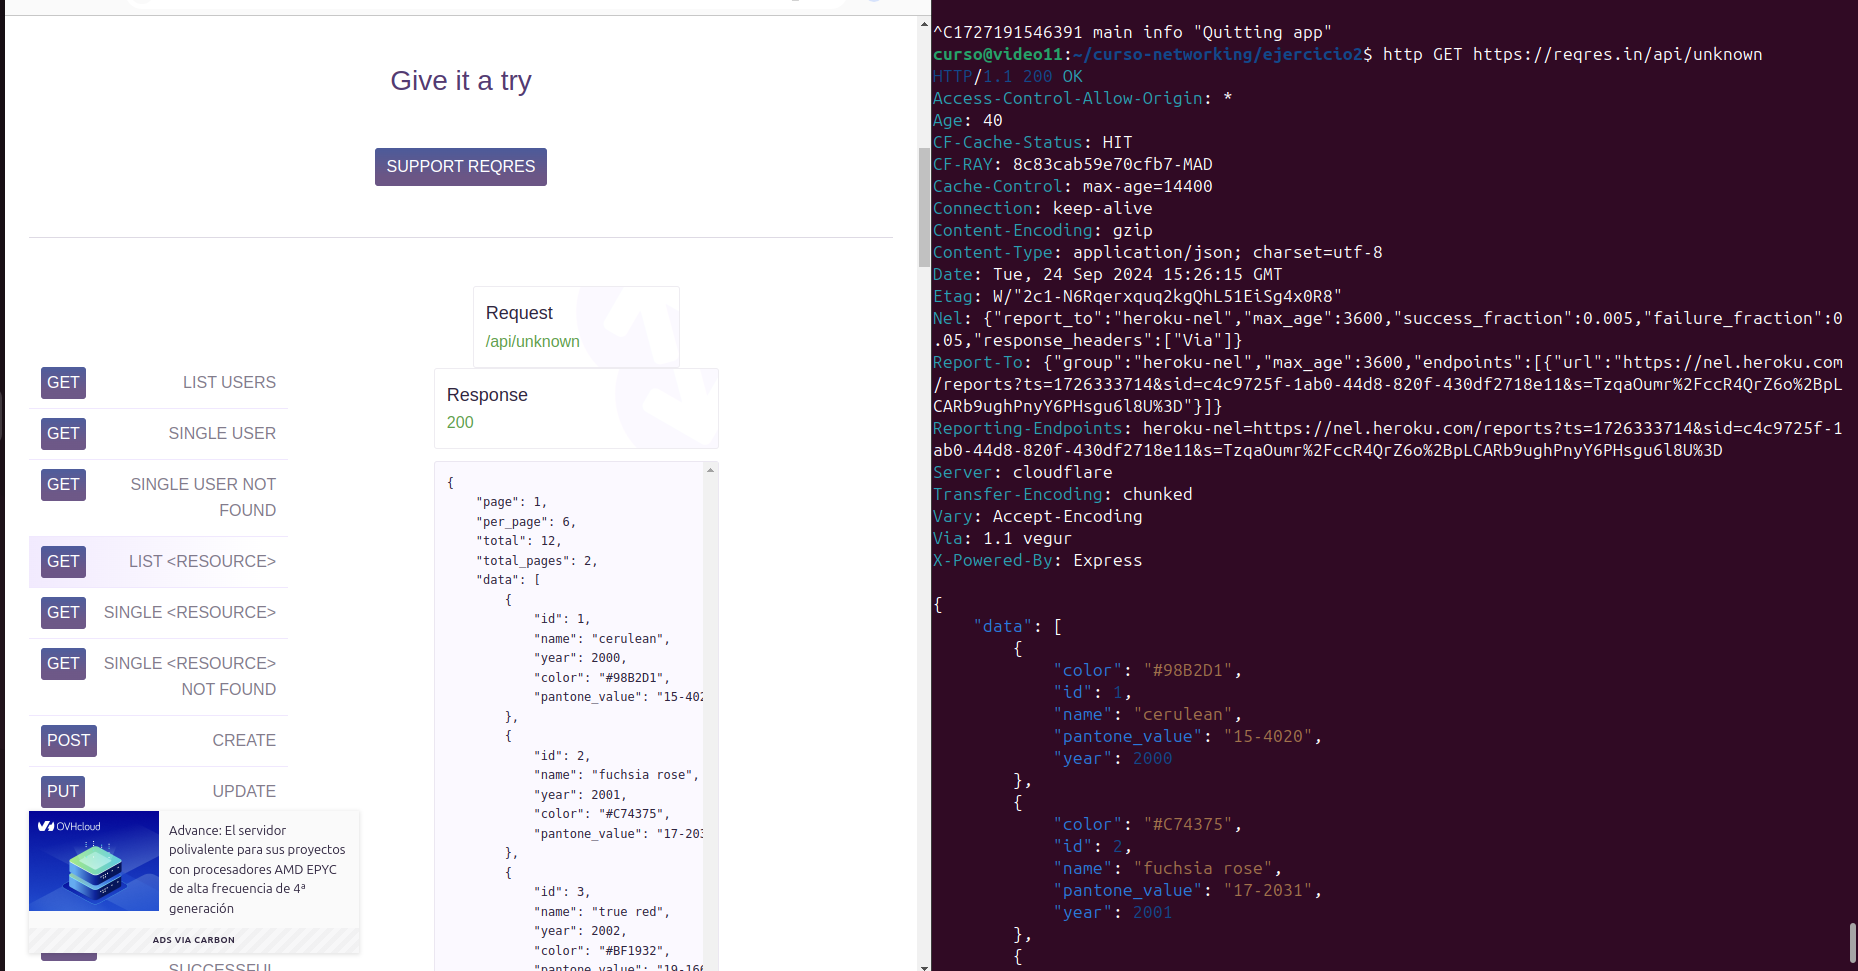 Give it a try
SUPPORT REQRES
GET LIST USERS
GET SINGLE USER
GET SINGLE USER NOT
FOUND
GET LIST <RESOURCE>
GET SINGLE <RESOURCE>
GET SINGLE <RESOURCE>
NOT FOUND
POST CREATE
PUT UPDATE
OVHcloud
Advance: El servidor
polivalente para sus proyectos
con procesadores AMD EPYC
de alta frecuencia de 4ª
generación
ADS VIA CARBON
SUCCESSFUL
Request
/api/unknown
Response
200
{
"page": 1,
"per_page": 6,
"total": 12,
"total_pages": 2,
"data": [
{
"id": 1,
"name": "cerulean",
"year": 2000,
"color": "#98B2D1",
"pantone_value": "15-402
},
{
"id": 2,
"name": "fuchsia rose",
"year": 2001,
"color": "#C74375",
"pantone_value": "17-203
},
{
"id": 3,
"name": "true red",
"year": 2002,
"color": "#BF1932",
"pantone_value": "19-166
^C1727191546391 main info "Quitting app"
curso@video11:~/curso-networking/ejercicio2$ http GET https://reqres.in/api/unknown
HTTP/1.1 200 OK
Access-Control-Allow-Origin: *
Age: 40
CF-Cache-Status: HIT
CF-RAY: 8c83cab59e70cfb7-MAD
Cache-Control: max-age=14400
Connection: keep-alive
Content-Encoding: gzip
Content-Type: application/json; charset=utf-8
Date: Tue, 24 Sep 2024 15:26:15 GMT
Etag: W/"2c1-N6Rqerxquq2kgQhL51EiSg4x0R8"
Nel: {"report_to":"heroku-nel","max_age":3600,"success_fraction":0.005,"failure_fraction":0
.05,"response_headers":["Via"]}
Report-To: {"group":"heroku-nel","max_age":3600,"endpoints":[{"url":"https://nel.heroku.com
/reports?ts=1726333714&sid=c4c9725f-1ab0-44d8-820f-430df2718e11&s=TzqaOumr%2FccR4QrZ6o%2BpL
CARb9ughPnyY6PHsgu6l8U%3D"}]}
Reporting-Endpoints: heroku-nel=https://nel.heroku.com/reports?ts=1726333714&sid=c4c9725f-1
ab0-44d8-820f-430df2718e11&s=TzqaOumr%2FccR4QrZ6o%2BpLCARb9ughPnyY6PHsgu6l8U%3D
Server: cloudflare
Transfer-Encoding: chunked
Vary: Accept-Encoding
Via: 1.1 vegur
X-Powered-By: Express
{
"data": [
{
"color": "#98B2D1",
"id": 1,
"name": "cerulean",
"pantone_value": "15-4020",
"year": 2000
},
{
"color": "#C74375",
"id": 2,
"name": "fuchsia rose",
"pantone_value": "17-2031",
"year": 2001
},
{